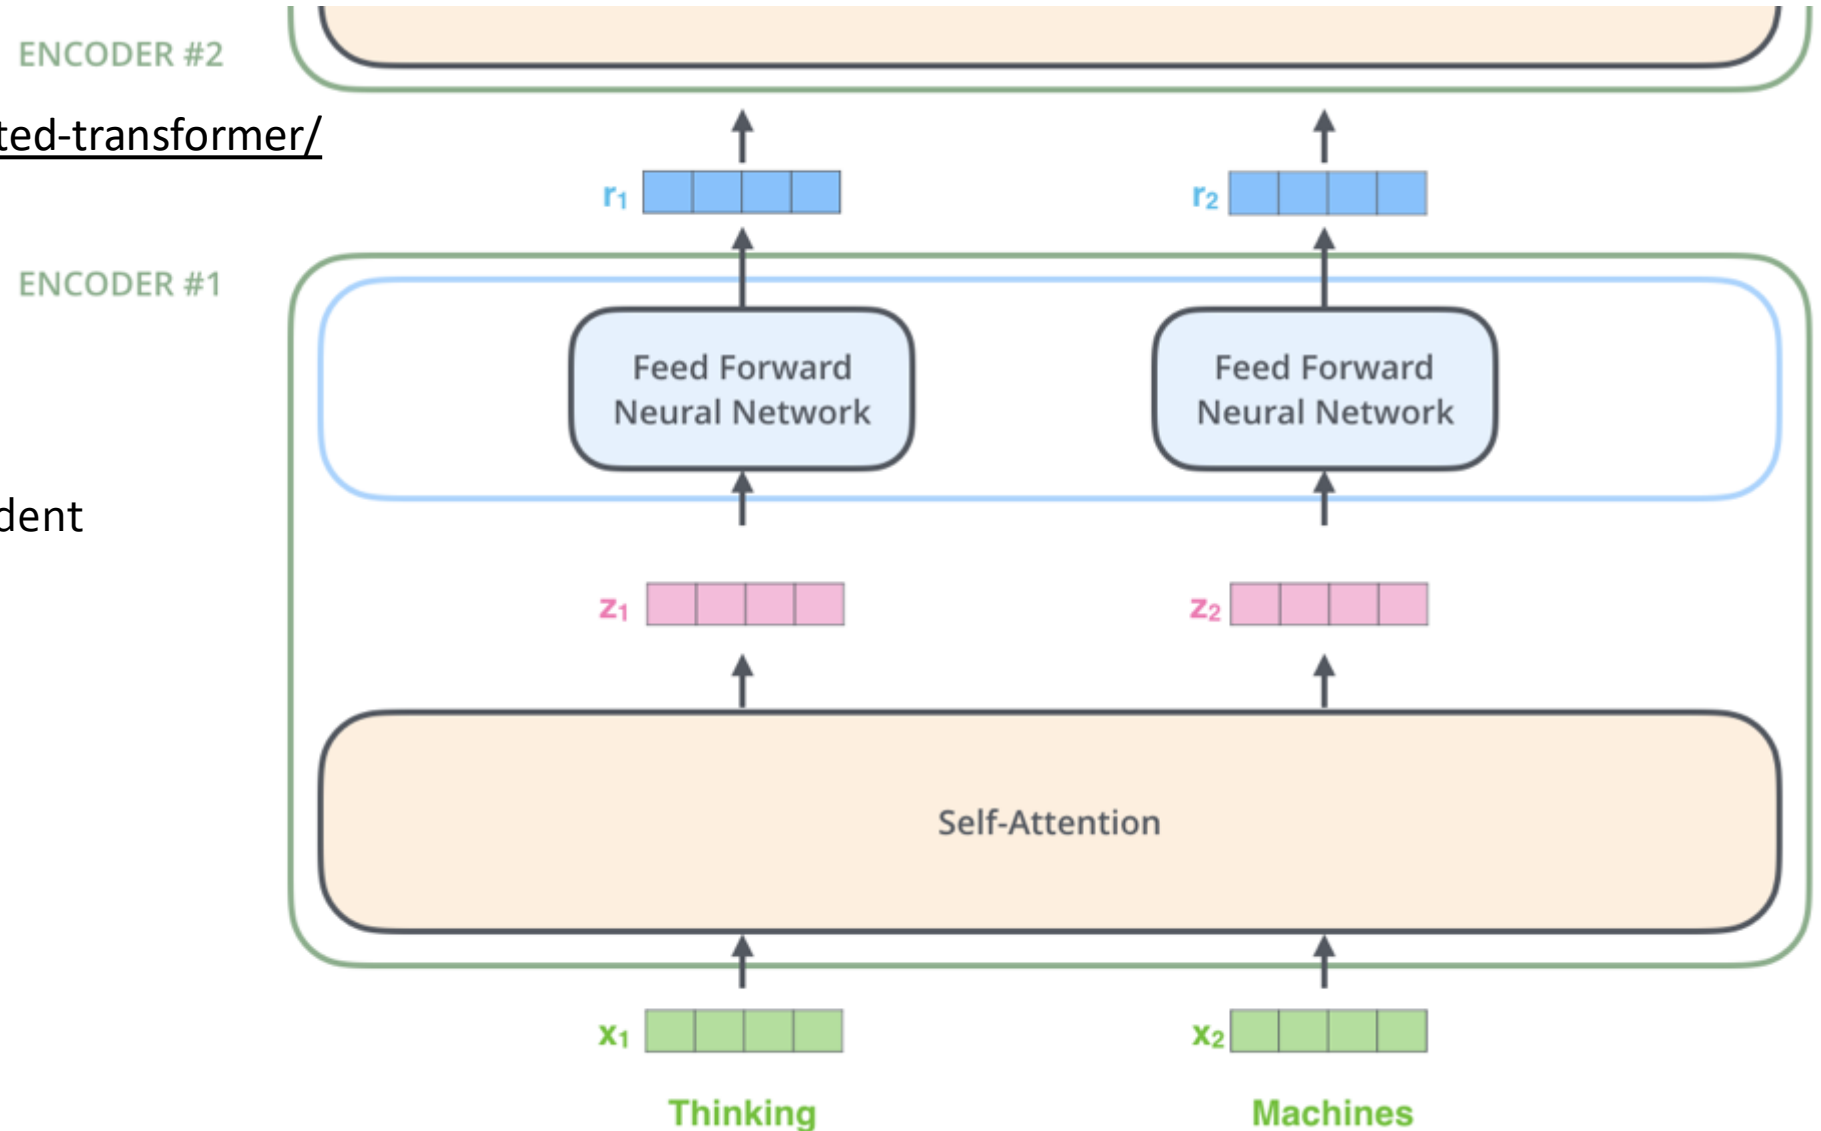 ENCODER #2
ted-transformer/
r1
r2
ENCODER #1
Feed Forward
Neural Network
Feed Forward
Neural Network
dent
z1
z2
Self-Attention
x1
x2
Thinking
Machines